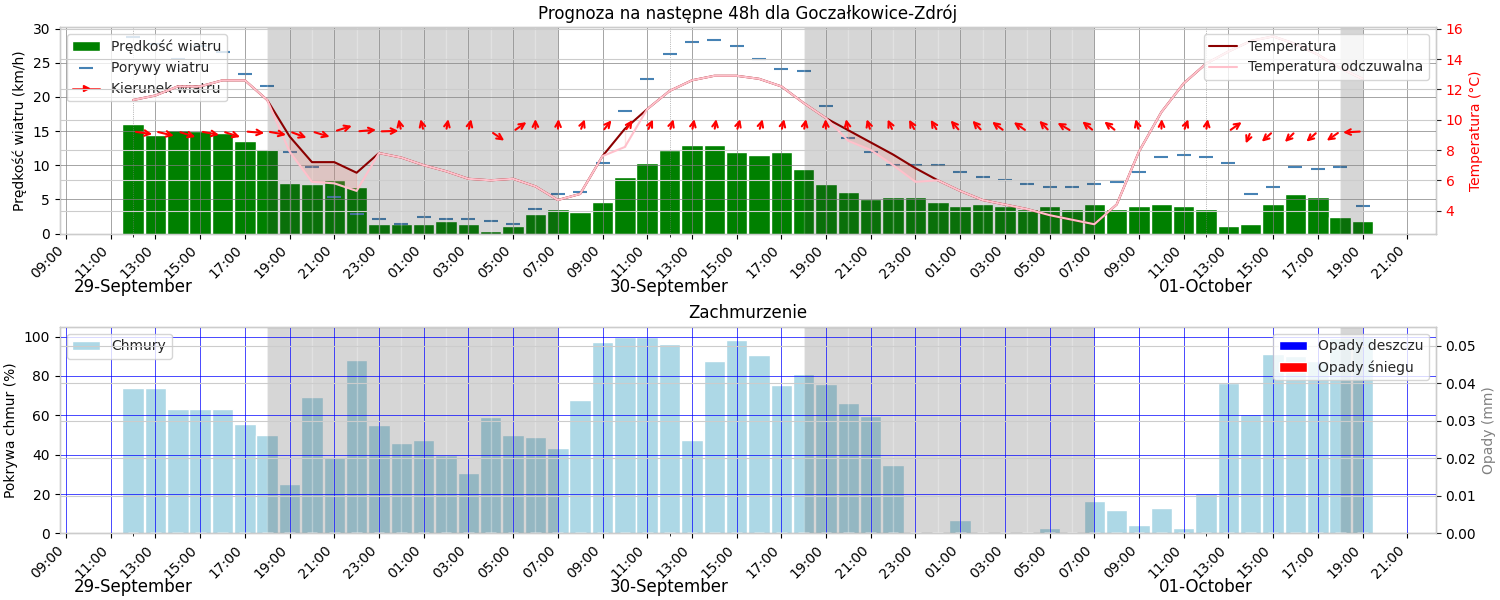 Prognoza na następne 48h dla Goczałkowice-Zdrój
Prędkość wiatru (km/h)
30
25
20
15
10
5
0
Prędkość wiatru
Porywy wiatru
Kierunek wiatru
Temperatura
Temperatura odczuwalna
16
14
12
10
8
6
4
Temperatura (°C)
09:00 11:00 13:00 15:00 17:00 19:00 21:00 23:00 01:00 03:00 05:00 07:00 09:00 11:00 13:00 15:00 17:00 19:00 21:00 23:00 01:00 03:00 05:00 07:00 09:00 11:00 13:00 15:00 17:00 19:00 21:00
29-September 30-September 01-October
Zachmurzenie
Pokrywa chmur (%)
100
80
60
40
20
0
Chmury
Opady deszczu
Opady śniegu
0.05
0.04
0.03
0.02
0.01
0.00
Opady (mm)
09:00 11:00 13:00 15:00 17:00 19:00 21:00 23:00 01:00 03:00 05:00 07:00 09:00 11:00 13:00 15:00 17:00 19:00 21:00 23:00 01:00 03:00 05:00 07:00 09:00 11:00 13:00 15:00 17:00 19:00 21:00
29-September 30-September 01-October